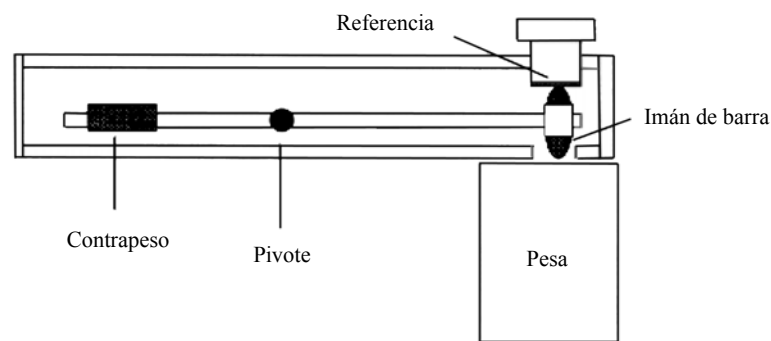 Referencia
Imán de barra
Contrapeso
Pivote
Pesa